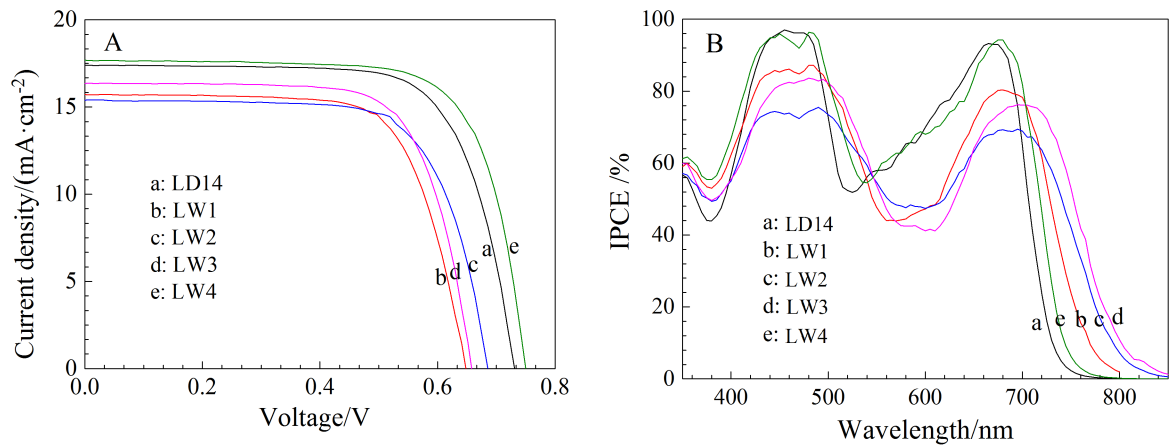 A
20
15
10
5
0
Current density/(mA·cm⁻²)
a: LD14
b: LW1
c: LW2
d: LW3
e: LW4
b d c a e
0.0 0.2 0.4 0.6 0.8
Voltage/V
B
100
80
60
40
20
0
IPCE /%
a: LD14
b: LW1
c: LW2
d: LW3
e: LW4
a e b c d
400 500 600 700 800
Wavelength/nm